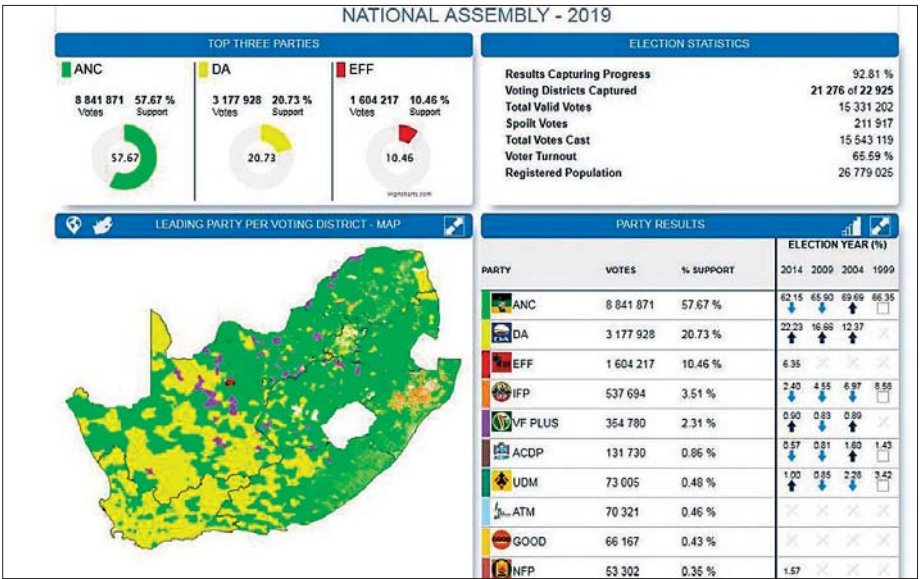 NATIONAL ASSEMBLY - 2019
TOP THREE PARTIES
ANC DA EFF
8 841 871 57.67 % 3 177 928 20.73 % 1 604 217 10.46 %
Votes Support Votes Support Votes Support
57.67 20.73 10.46
Highcharts.com
ELECTION STATISTICS
Results Capturing Progress 92.81 %
Voting Districts Captured 21 276 of 22 925
Total Valid Votes 15 331 202
Spoilt Votes 211 917
Total Votes Cast 15 543 119
Voter Turnout 65.59 %
Registered Population 26 779 025
LEADING PARTY PER VOTING DISTRICT - MAP
PARTY RESULTS
ELECTION YEAR (%)
PARTY VOTES % SUPPORT 2014 2009 2004 1999
ANC 8 841 871 57.67 % 62.15 65.90 69.69 66.35
DA 3 177 928 20.73 % 22.23 16.66 12.37
EFF 1 604 217 10.46 % 6.35
IFP 537 694 3.51 % 2.40 4.55 6.97 8.58
VF PLUS 354 780 2.31 % 0.90 0.83 0.89
ACDP 131 730 0.86 % 0.57 0.81 1.60 1.43
UDM 73 005 0.48 % 1.00 0.85 2.28 3.42
ATM 70 321 0.46 %
GOOD 66 167 0.43 %
NFP 53 302 0.35 % 1.57